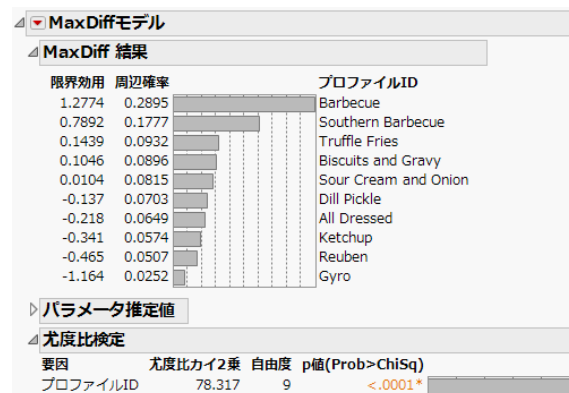 MaxDiffモデル
MaxDiff 結果
限界効用 周辺確率 プロファイルID
1.2774 0.2895 Barbecue
0.7892 0.1777 Southern Barbecue
0.1439 0.0932 Truffle Fries
0.1046 0.0896 Biscuits and Gravy
0.0104 0.0815 Sour Cream and Onion
-0.137 0.0703 Dill Pickle
-0.218 0.0649 All Dressed
-0.341 0.0574 Ketchup
-0.465 0.0507 Reuben
-1.164 0.0252 Gyro
パラメータ推定値
尤度比検定
要因 尤度比カイ2乗 自由度 p値(Prob>ChiSq)
プロファイルID 78.317 9 <.0001*